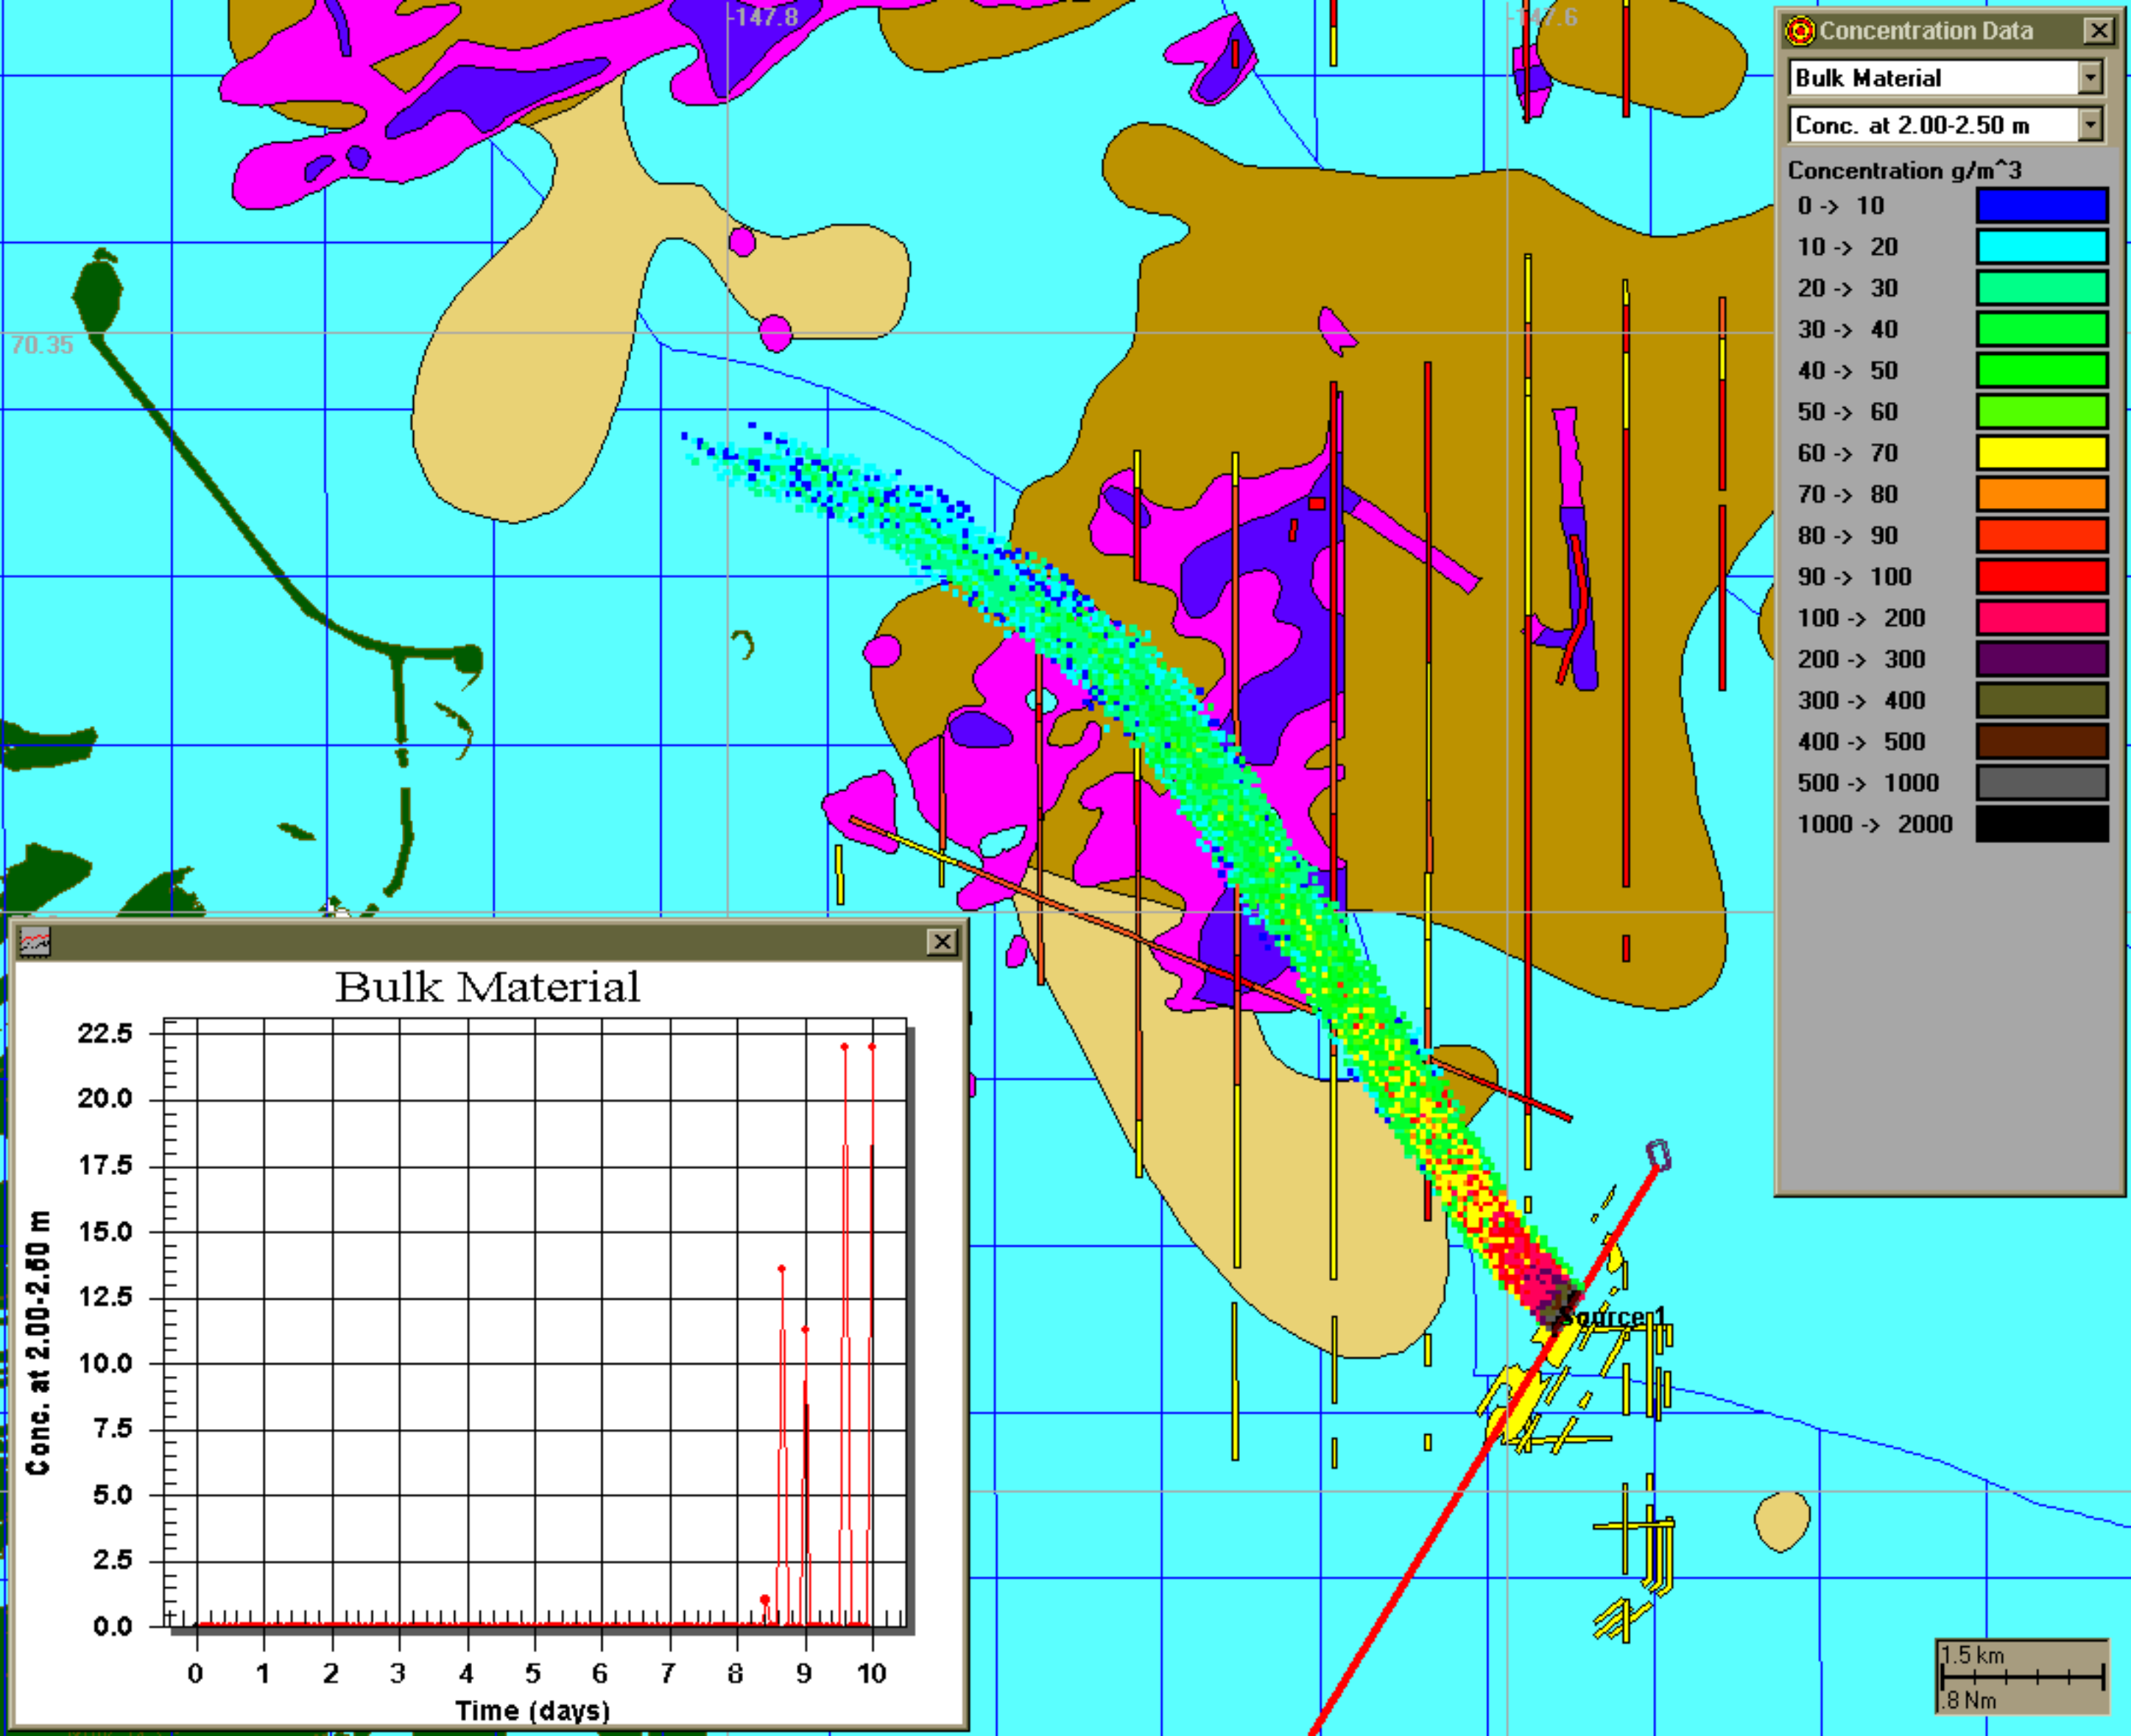 -147.8
-147.6
70.35
Concentration Data
Bulk Material
Conc. at 2.00-2.50 m
Concentration g/m^3
0 -> 10
10 -> 20
20 -> 30
30 -> 40
40 -> 50
50 -> 60
60 -> 70
70 -> 80
80 -> 90
90 -> 100
100 -> 200
200 -> 300
300 -> 400
400 -> 500
500 -> 1000
1000 -> 2000
Source 1
Bulk Material
Conc. at 2.00-2.50 m
22.5
20.0
17.5
15.0
12.5
10.0
7.5
5.0
2.5
0.0
0 1 2 3 4 5 6 7 8 9 10
Time (days)
1.5 km
.8 Nm